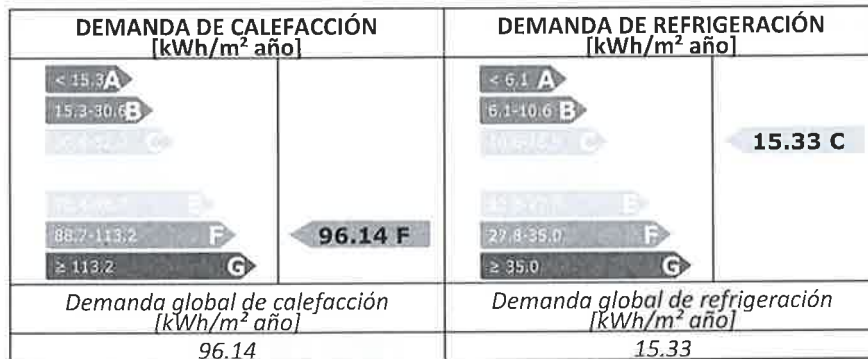 DEMANDA DE CALEFACCIÓN
[kWh/m² año]
DEMANDA DE REFRIGERACIÓN
[kWh/m² año]
< 15.3 A
15.3-30.6 B
C
E
88.7-113.2 F
≥ 113.2 G
96.14 F
< 6.1 A
6.1-10.6 B
C
E
27.8-35.0 F
≥ 35.0 G
15.33 C
Demanda global de calefacción
[kWh/m² año]
Demanda global de refrigeración
[kWh/m² año]
96.14
15.33